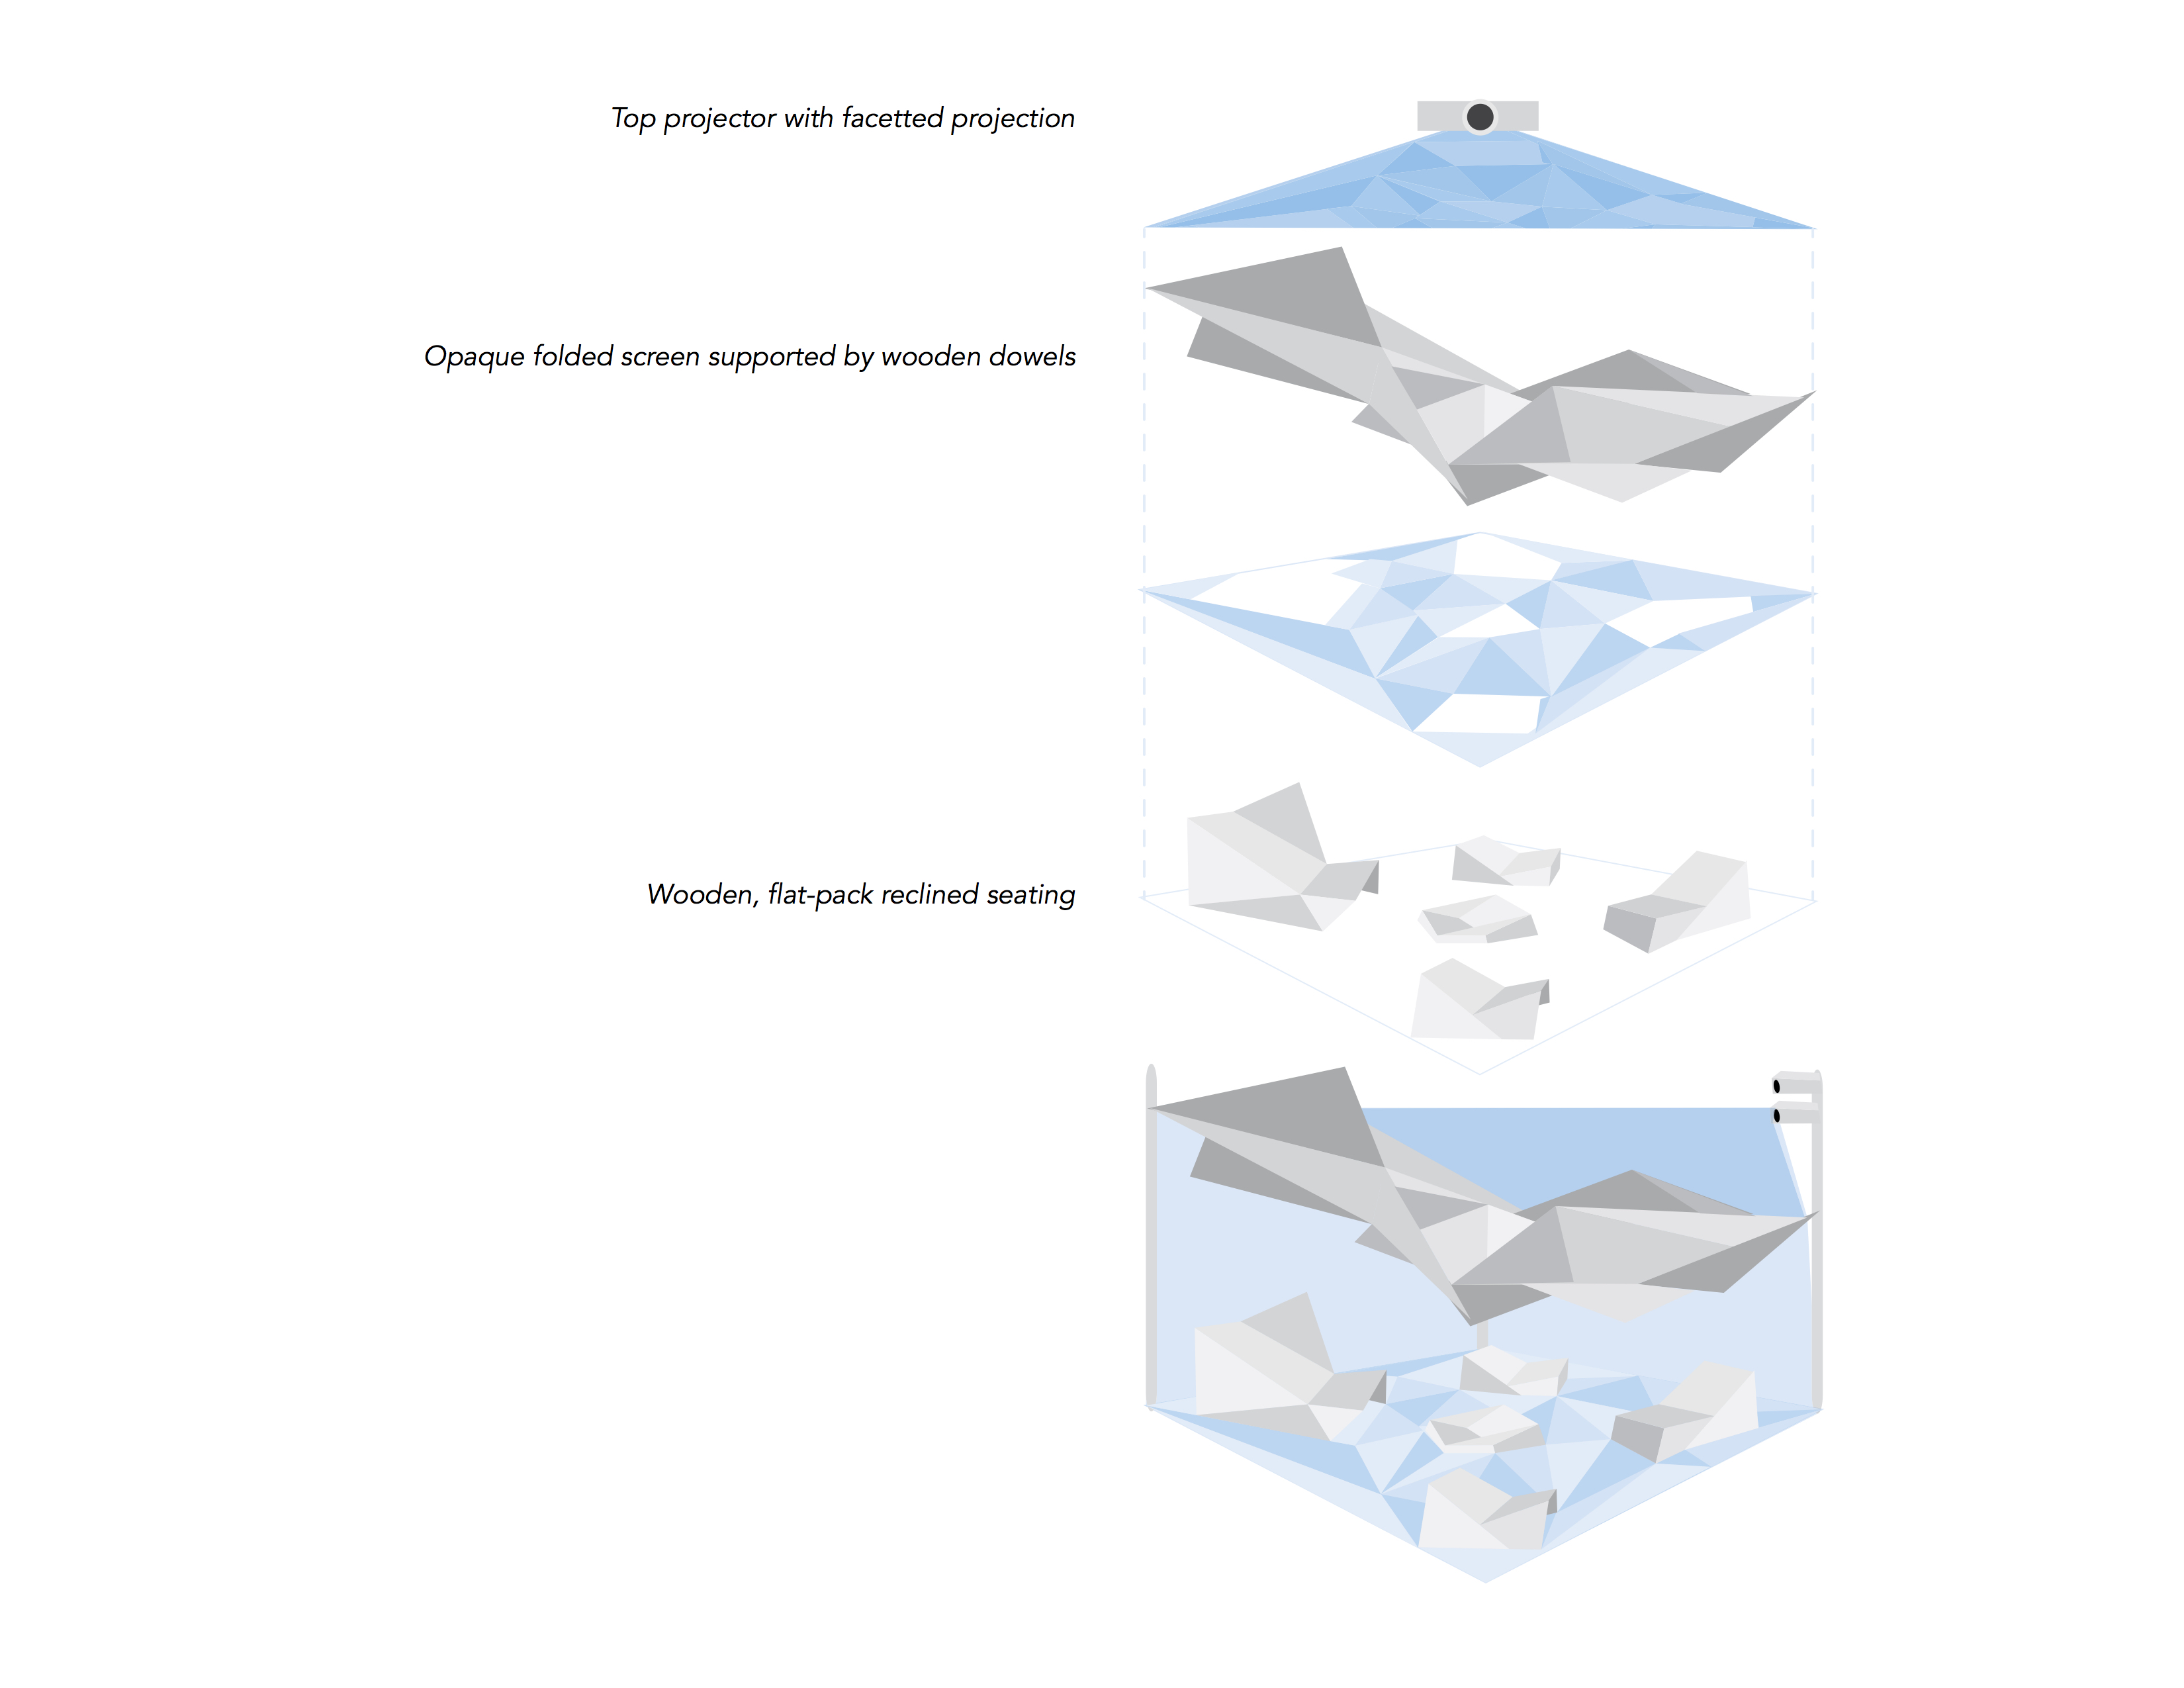 Top projector with facetted projection
Opaque folded screen supported by wooden dowels
Wooden, flat-pack reclined seating